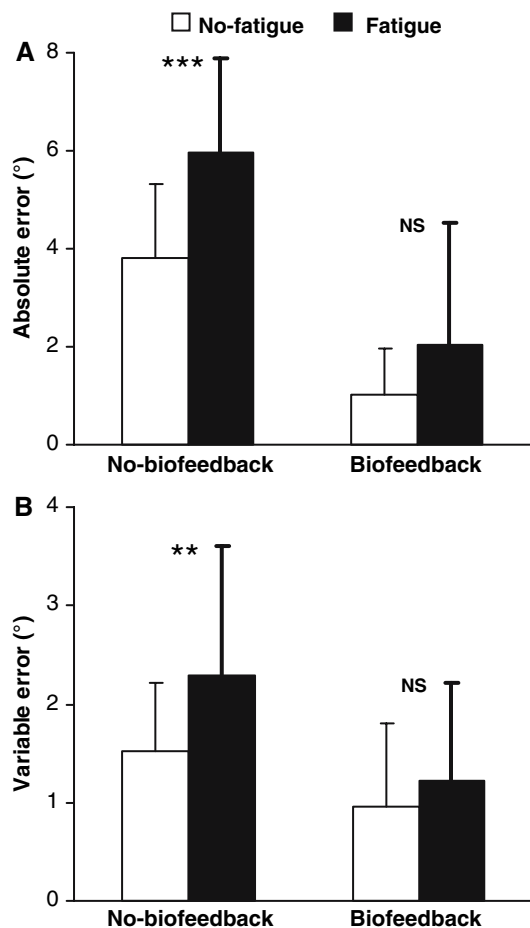 No-fatigue Fatigue
A
Absolute error (°)
8
6
4
2
0
***
NS
No-biofeedback Biofeedback
B
Variable error (°)
4
3
2
1
0
**
NS
No-biofeedback Biofeedback